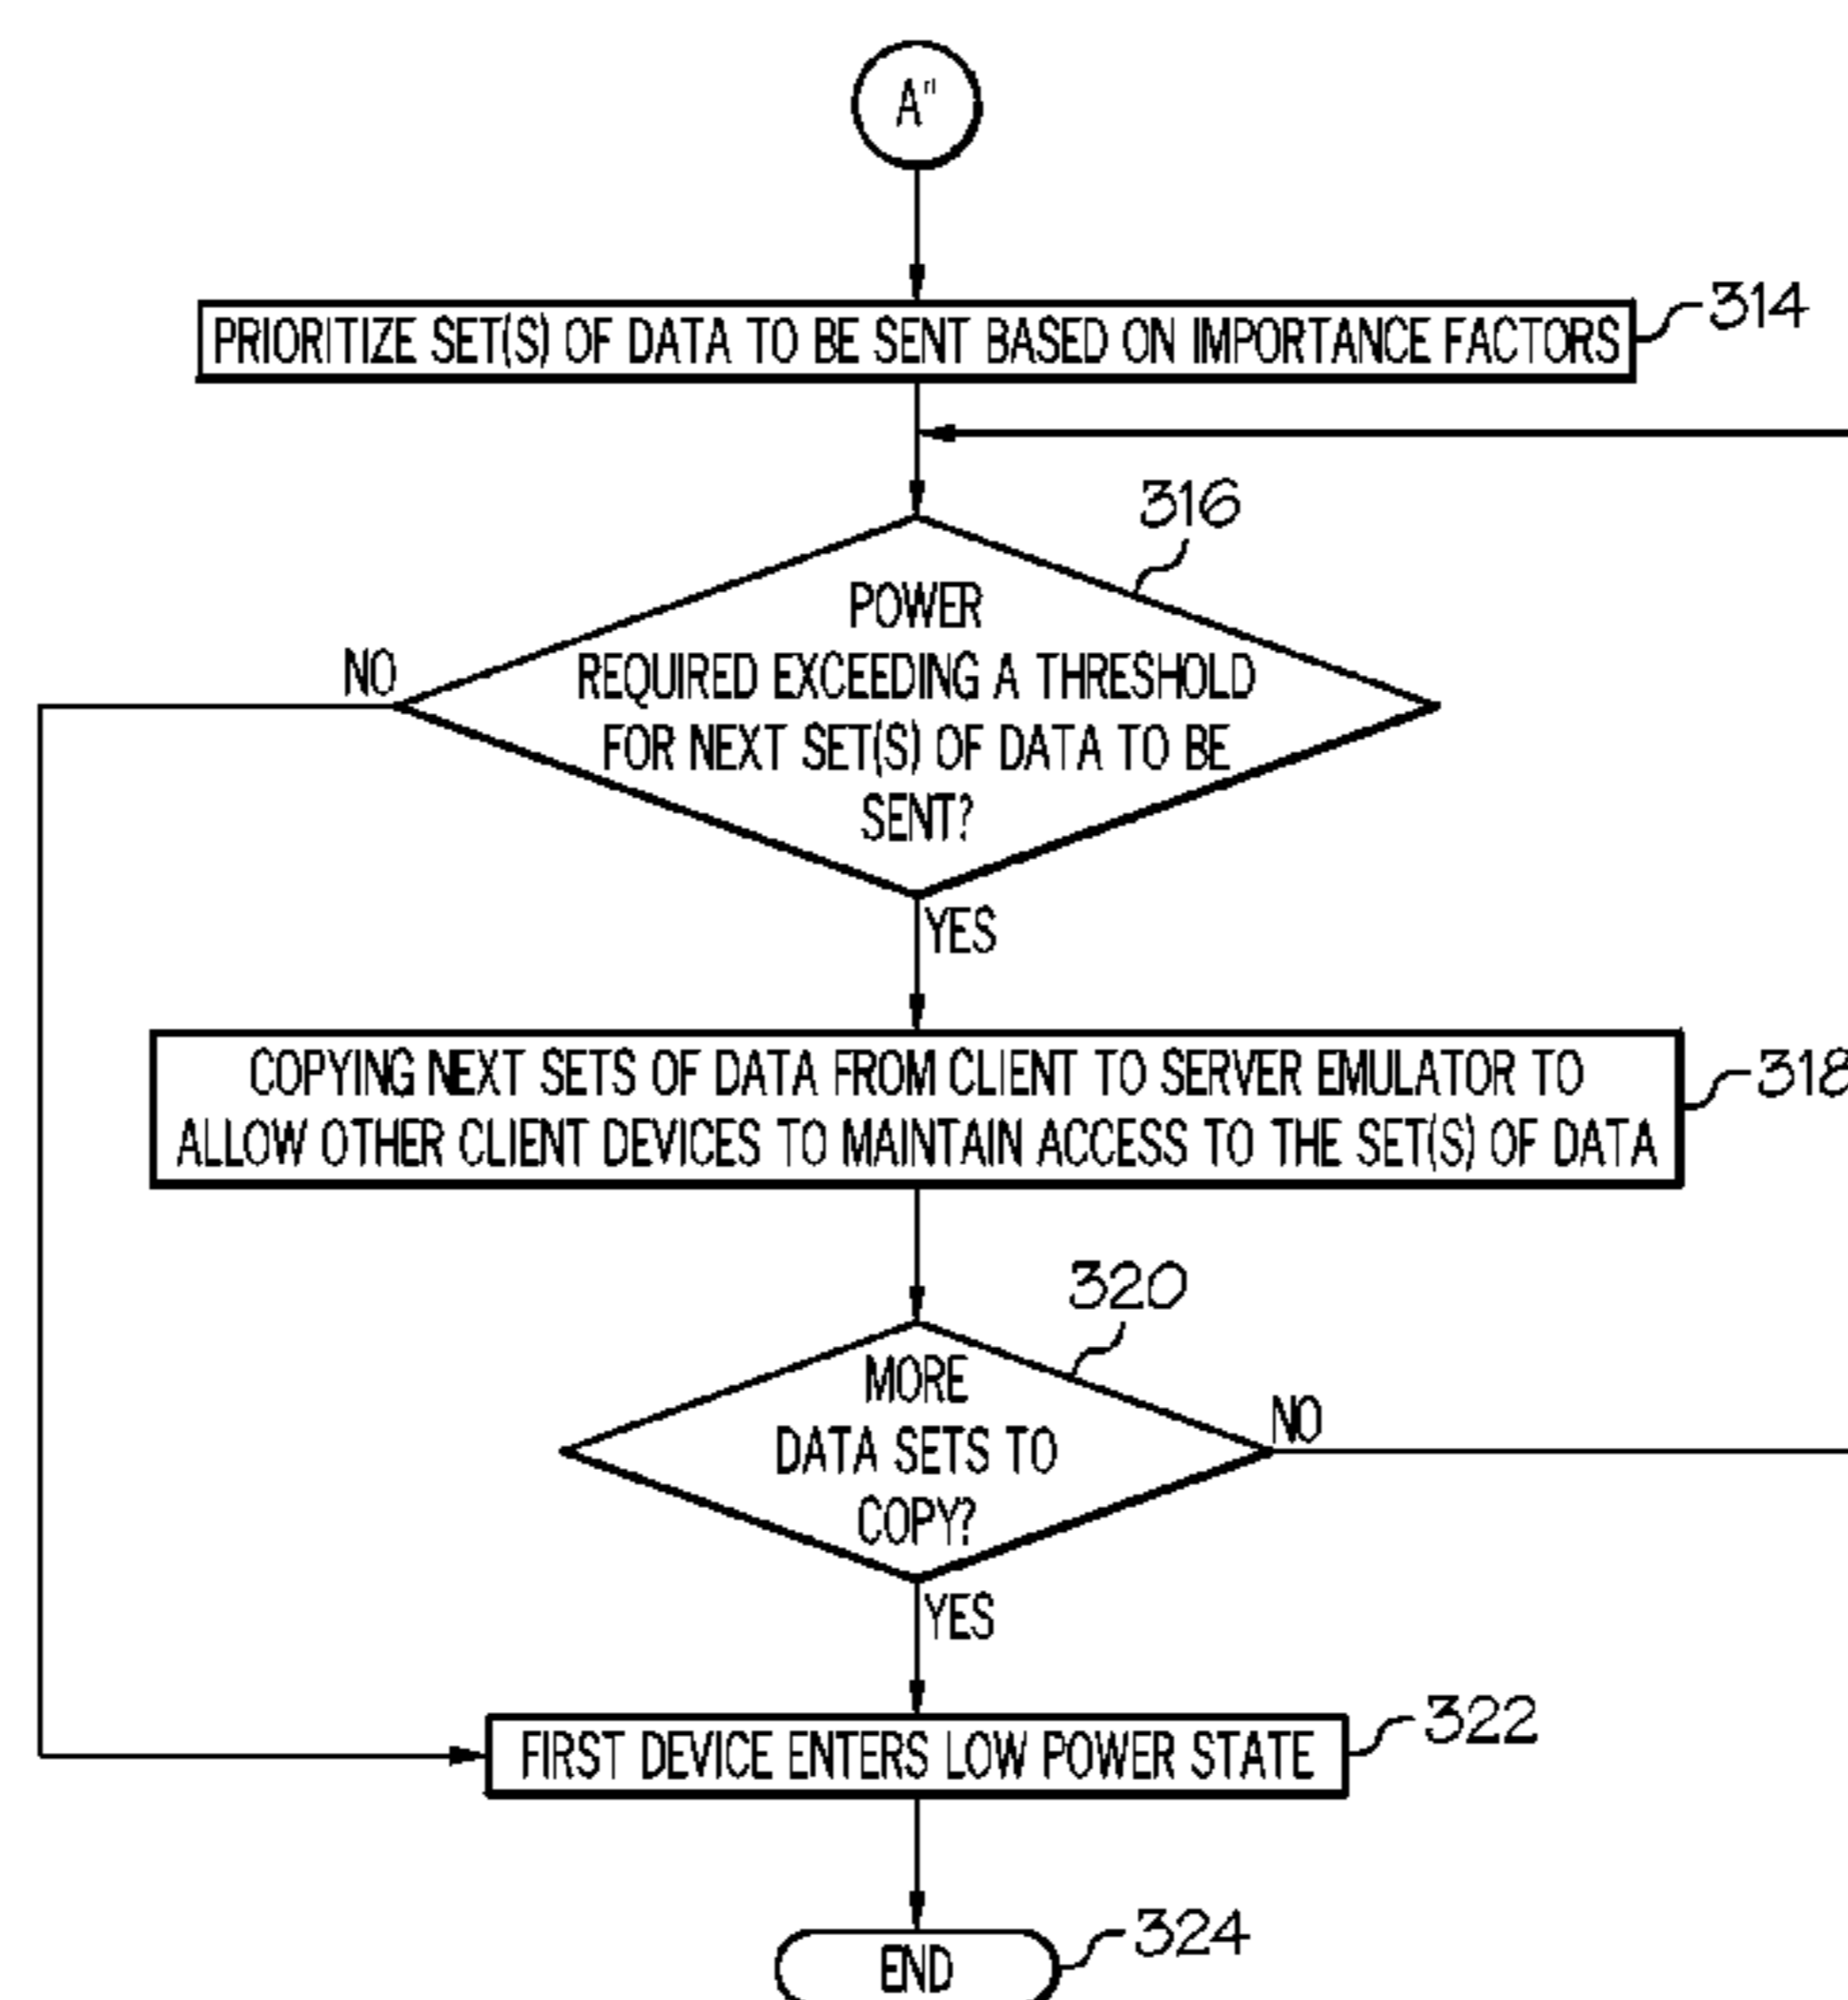 A"
PRIORITIZE SET(S) OF DATA TO BE SENT BASED ON IMPORTANCE FACTORS
314
316
POWER
REQUIRED EXCEEDING A THRESHOLD
FOR NEXT SET(S) OF DATA TO BE
SENT?
NO
YES
COPYING NEXT SETS OF DATA FROM CLIENT TO SERVER EMULATOR TO
ALLOW OTHER CLIENT DEVICES TO MAINTAIN ACCESS TO THE SET(S) OF DATA
318
320
MORE
DATA SETS TO
COPY?
NO
YES
FIRST DEVICE ENTERS LOW POWER STATE
322
END
324